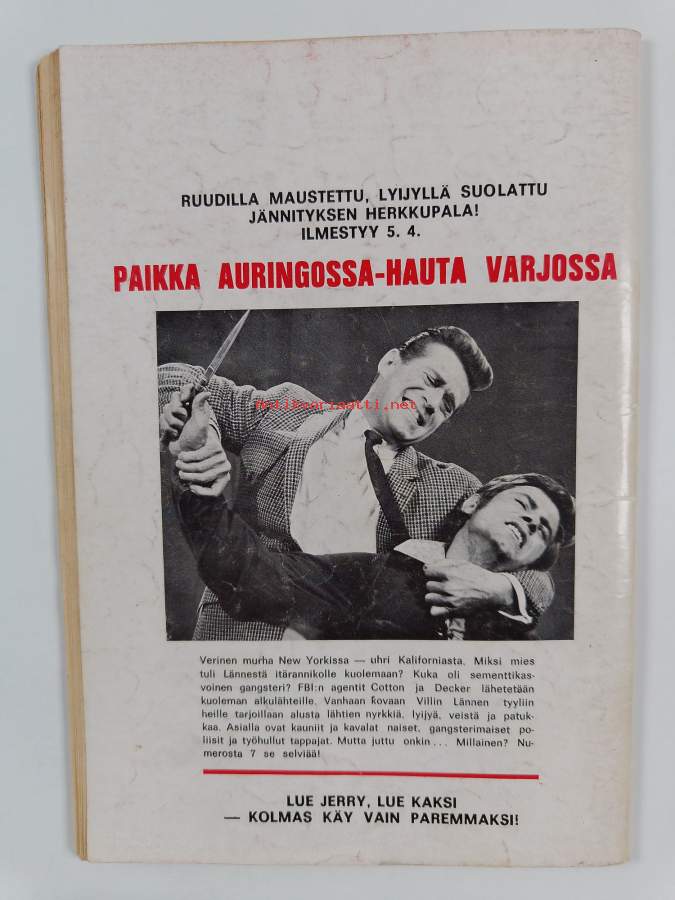 RUUDILLA MAUSTETTU, LYIJYLLÄ SUOLATTU
JÄNNITYKSEN HERKKUPALA!
ILMESTYY 5. 4.
PAIKKA AURINGOSSA-HAUTA VARJOSSA
Antikvariaatti.net
Verinen murha New Yorkissa — uhri Kaliforniasta. Miksi mies
tuli Lännestä itärannikolle kuolemaan? Kuka oli sementtikas-
voinen gangsteri? FBI:n agentit Cotton ja Decker lähetetään
kuoleman alkulähteille. Vanhaan kovaan Villin Lännen tyyliin
heille tarjoillaan alusta lähtien nyrkkiä, lyijyä, veistä ja patuk-
kaa. Asialla ovat kauniit ja kavalat naiset, gangsterimaiset po-
liisit ja työhullut tappajat. Mutta juttu onkin... Millainen? Nu-
merosta 7 se selviää!
LUE JERRY, LUE KAKSI
— KOLMAS KÄY VAIN PAREMMAKSI!